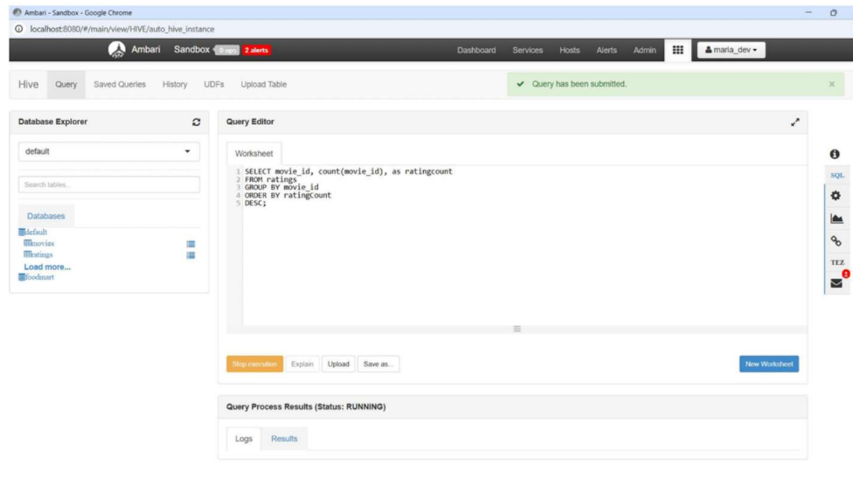 Ambari - Sandbox - Google Chrome
localhost:8080/#/main/view/HIVE/auto_hive_instance
Ambari Sandbox 0 ops 2 alerts Dashboard Services Hosts Alerts Admin maria_dev
Hive Query Saved Queries History UDFs Upload Table
Query has been submitted.
Database Explorer
default
Search tables...
Databases
default
movies
ratings
Load more...
foodmart
Query Editor
Worksheet
1 SELECT movie_id, count(movie_id), as ratingcount
2 FROM ratings
3 GROUP BY movie_id
4 ORDER BY ratingcount
5 DESC;
Stop execution Explain Upload Save as... New Worksheet
Query Process Results (Status: RUNNING)
Logs Results
SQL
TEZ